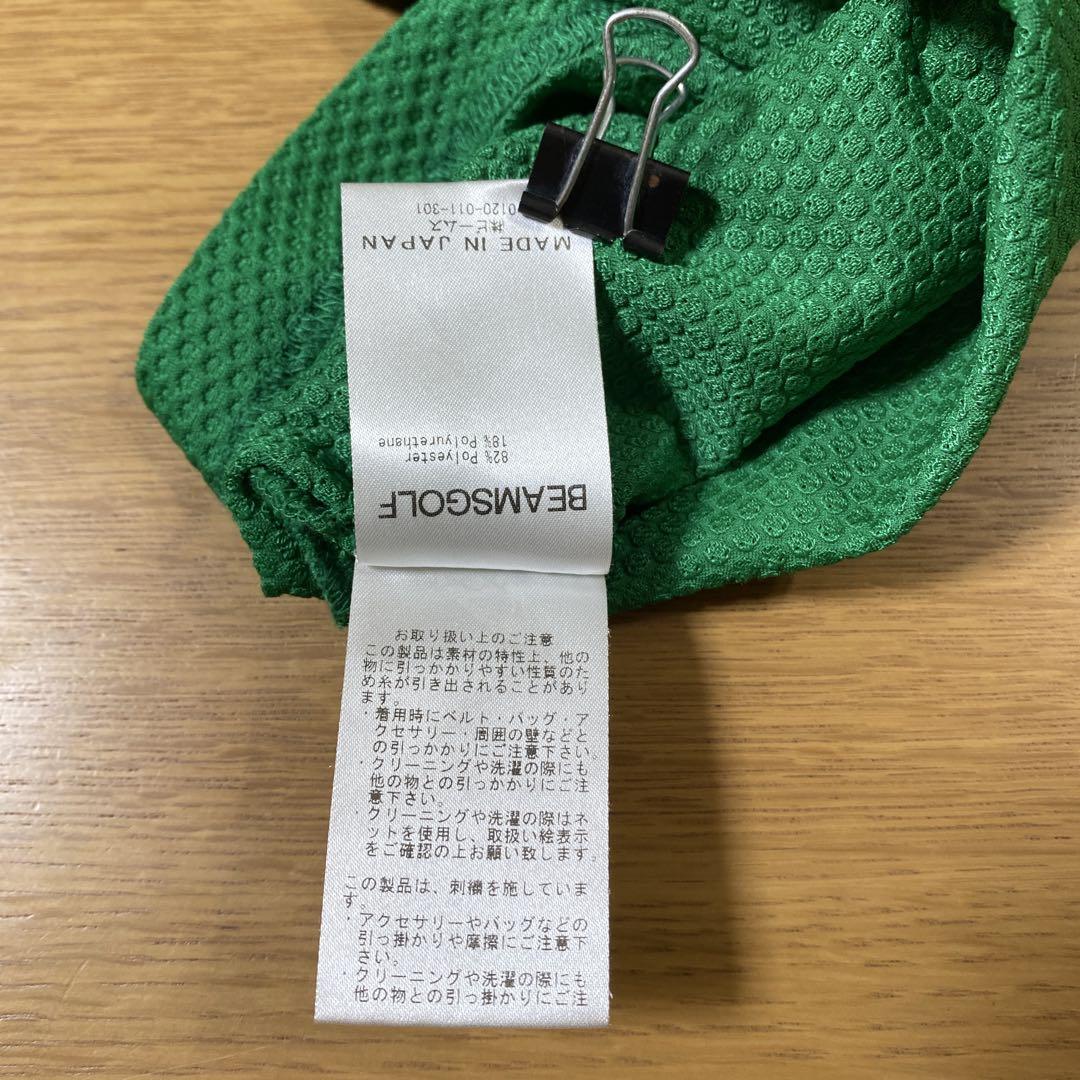 BEAMSGOLF
82% Polyester
18% Polyurethane
MADE IN JAPAN
㈱ビームス
0120-011-301
お取り扱い上のご注意
この製品は素材の特性上、他の
物に引っかかりやすい性質のた
め糸が引き出されることがあり
ます。
・着用時にベルト・バッグ・ア
クセサリー・周囲の壁などと
の引っかかりにご注意下さい。
・クリーニングや洗濯の際にも
他の物との引っかかりにご注
意下さい。
・クリーニングや洗濯の際はネ
ットを使用し、取扱い絵表示
をご確認の上お願い致します。
この製品は、刺繍を施していま
す。
・アクセサリーやバッグなどの
引っ掛かりや摩擦にご注意下
さい。
・クリーニングや洗濯の際にも
他の物との引っ掛かりにご注